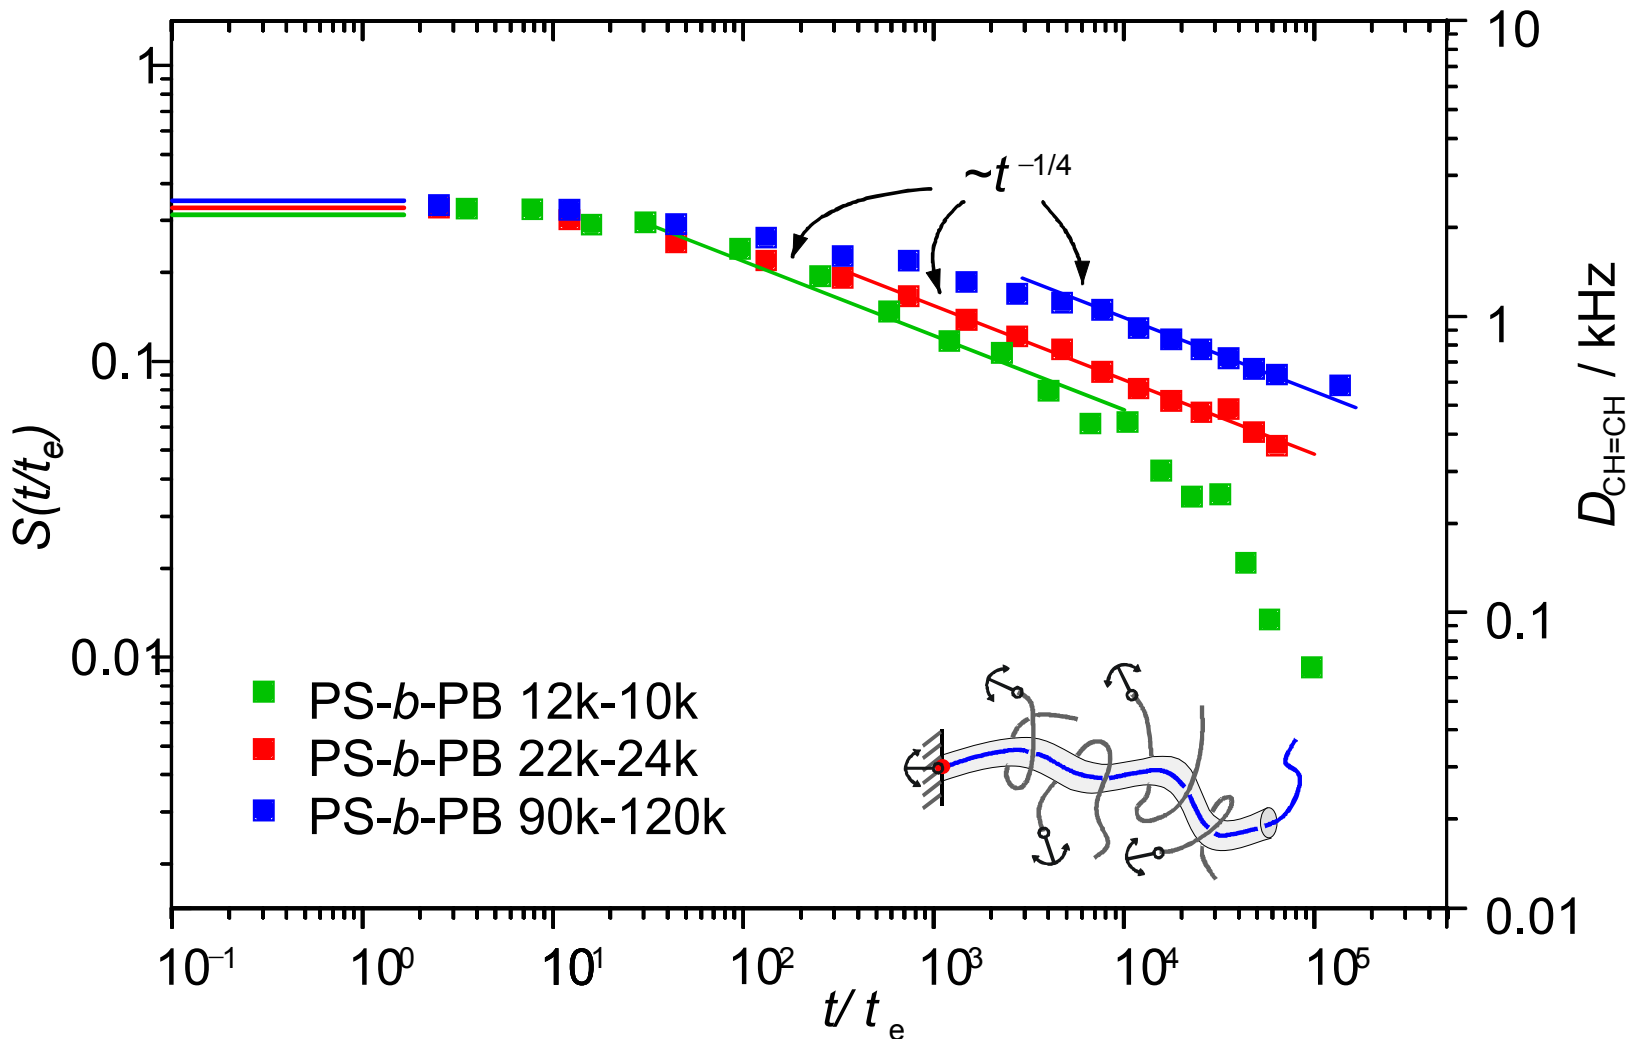 1
0.1
0.01
S(t/t_e)
10
1
0.1
0.01
D_CH=CH / kHz
~t^−1/4
PS-b-PB 12k-10k
PS-b-PB 22k-24k
PS-b-PB 90k-120k
10^−1 10^0 10^1 10^2 10^3 10^4 10^5
t/ t_e